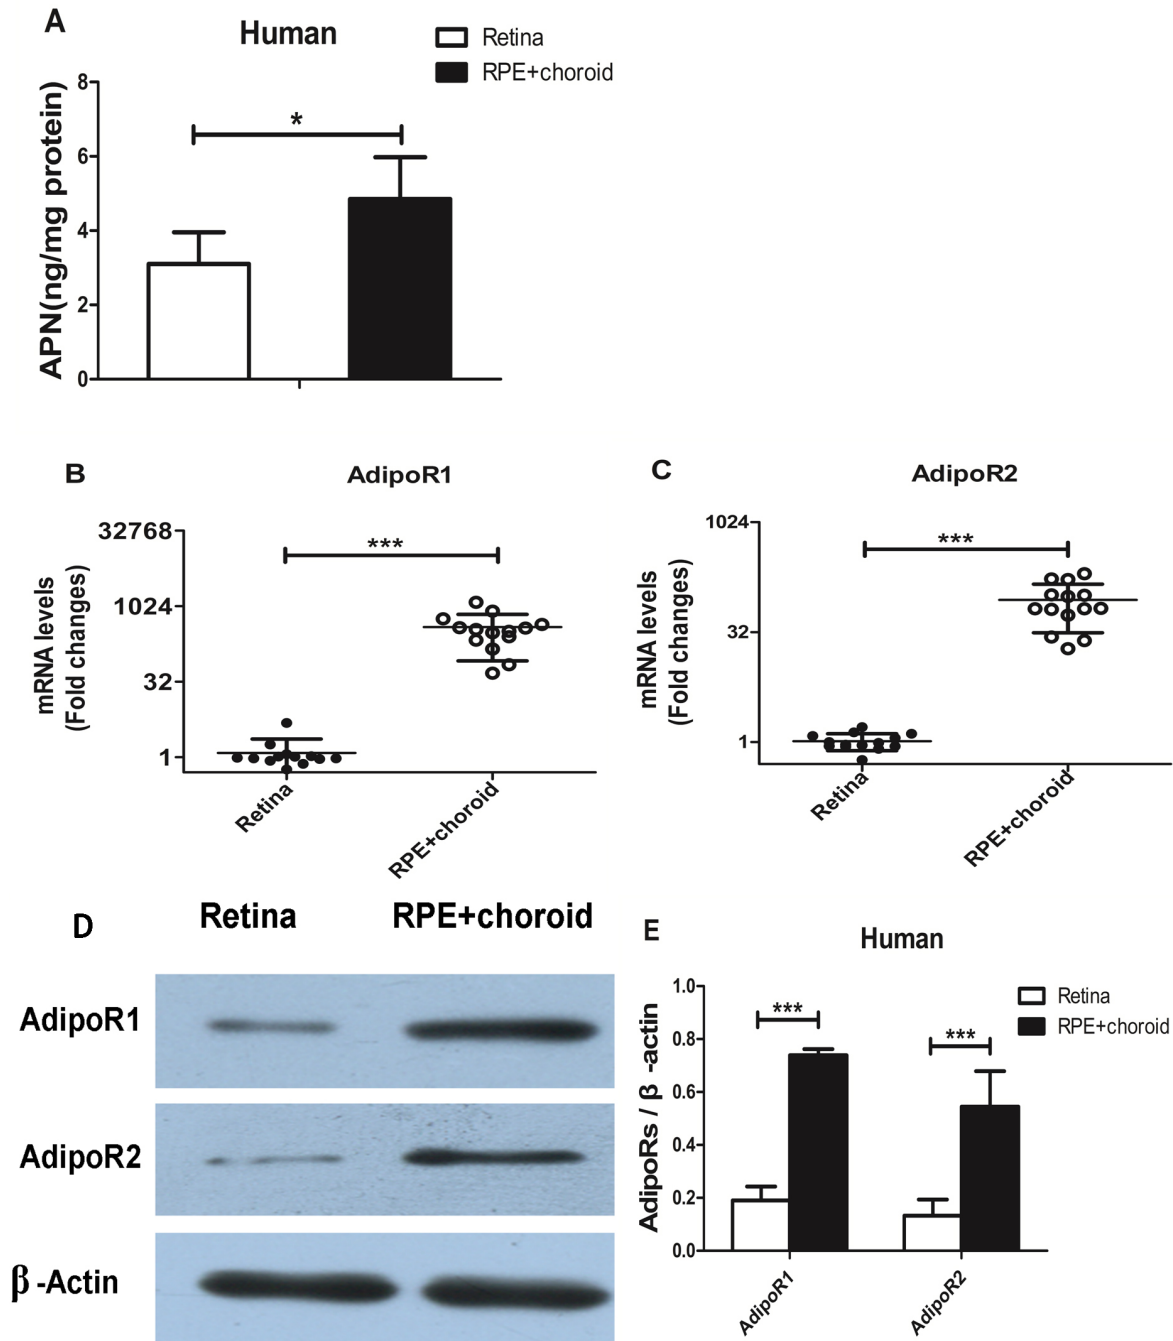 A
Human
Retina
RPE+choroid
APN(ng/mg protein)
8
6
4
2
0
*
B
AdipoR1
mRNA levels
(Fold changes)
32768
1024
32
1
***
Retina
RPE+choroid
C
AdipoR2
mRNA levels
(Fold changes)
1024
32
1
***
Retina
RPE+choroid
D
Retina
RPE+choroid
AdipoR1
AdipoR2
β-Actin
E
Human
Retina
RPE+choroid
AdipoRs / β -actin
1.0
0.8
0.6
0.4
0.2
0.0
***
***
AdipoR1
AdipoR2